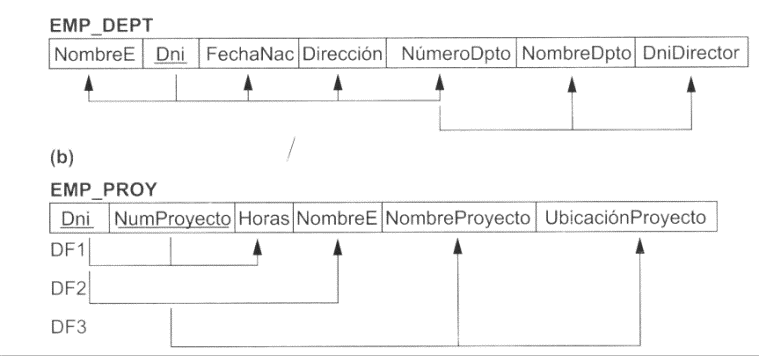 EMP_DEPT
NombreE Dni FechaNac Dirección NúmeroDpto NombreDpto DniDirector
(b)
EMP_PROY
Dni NumProyecto Horas NombreE NombreProyecto UbicaciónProyecto
DF1
DF2
DF3